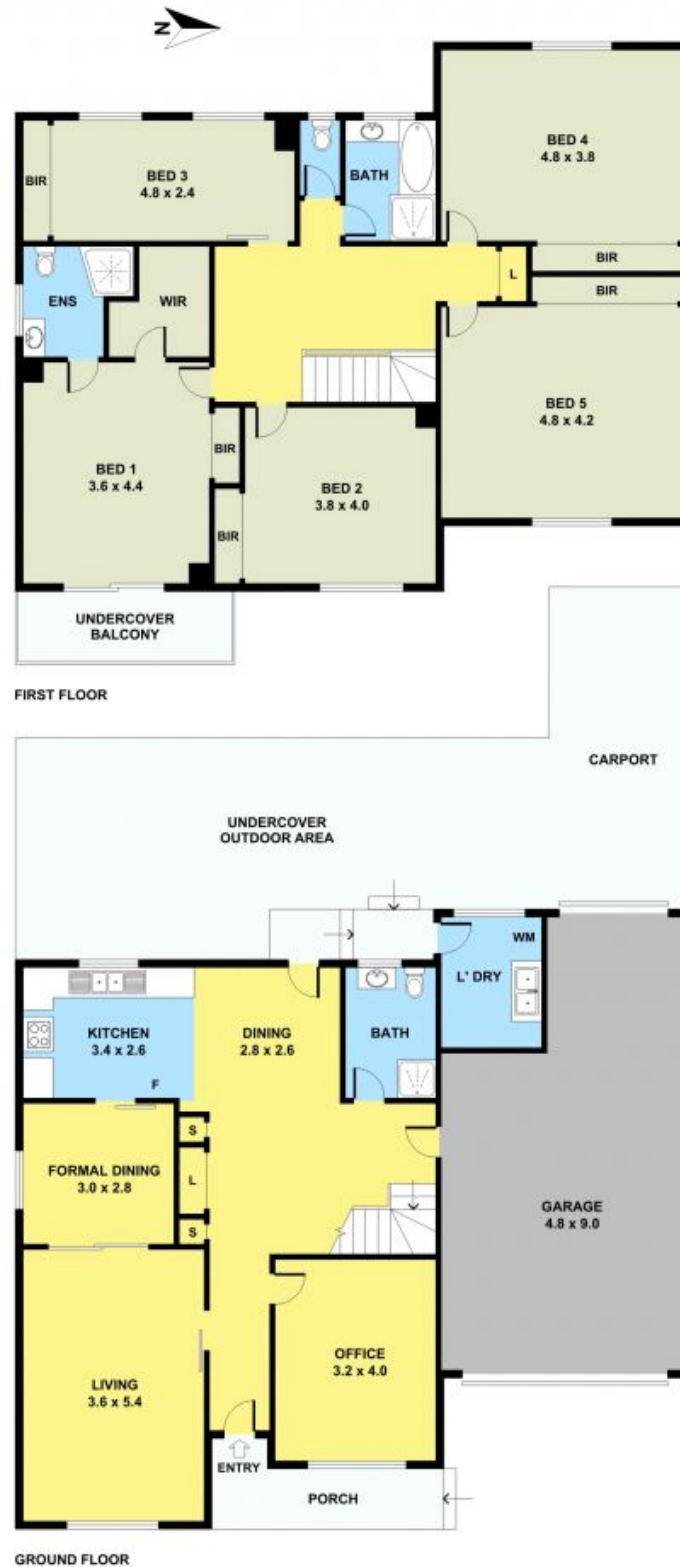 N
BED 4
4.8 x 3.8
BIR
BED 3
4.8 x 2.4
BATH
BIR
L
BIR
ENS
WIR
BED 5
4.8 x 4.2
BED 1
3.6 x 4.4
BIR
BED 2
3.8 x 4.0
BIR
UNDERCOVER
BALCONY
FIRST FLOOR
CARPORT
UNDERCOVER
OUTDOOR AREA
WM
L' DRY
KITCHEN
3.4 x 2.6
F
DINING
2.8 x 2.6
BATH
S
L
S
FORMAL DINING
3.0 x 2.8
GARAGE
4.8 x 9.0
OFFICE
3.2 x 4.0
LIVING
3.6 x 5.4
ENTRY
PORCH
GROUND FLOOR